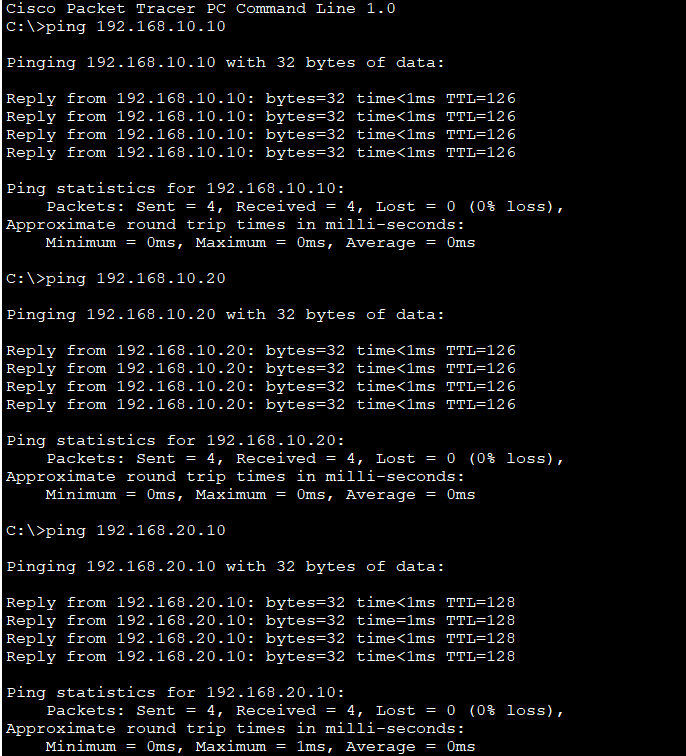 Cisco Packet Tracer PC Command Line 1.0
C:\>ping 192.168.10.10
Pinging 192.168.10.10 with 32 bytes of data:
Reply from 192.168.10.10: bytes=32 time<1ms TTL=126
Reply from 192.168.10.10: bytes=32 time<1ms TTL=126
Reply from 192.168.10.10: bytes=32 time<1ms TTL=126
Reply from 192.168.10.10: bytes=32 time<1ms TTL=126
Ping statistics for 192.168.10.10:
    Packets: Sent = 4, Received = 4, Lost = 0 (0% loss),
Approximate round trip times in milli-seconds:
    Minimum = 0ms, Maximum = 0ms, Average = 0ms
C:\>ping 192.168.10.20
Pinging 192.168.10.20 with 32 bytes of data:
Reply from 192.168.10.20: bytes=32 time<1ms TTL=126
Reply from 192.168.10.20: bytes=32 time<1ms TTL=126
Reply from 192.168.10.20: bytes=32 time<1ms TTL=126
Reply from 192.168.10.20: bytes=32 time<1ms TTL=126
Ping statistics for 192.168.10.20:
    Packets: Sent = 4, Received = 4, Lost = 0 (0% loss),
Approximate round trip times in milli-seconds:
    Minimum = 0ms, Maximum = 0ms, Average = 0ms
C:\>ping 192.168.20.10
Pinging 192.168.20.10 with 32 bytes of data:
Reply from 192.168.20.10: bytes=32 time<1ms TTL=128
Reply from 192.168.20.10: bytes=32 time=1ms TTL=128
Reply from 192.168.20.10: bytes=32 time<1ms TTL=128
Reply from 192.168.20.10: bytes=32 time<1ms TTL=128
Ping statistics for 192.168.20.10:
    Packets: Sent = 4, Received = 4, Lost = 0 (0% loss),
Approximate round trip times in milli-seconds:
    Minimum = 0ms, Maximum = 1ms, Average = 0ms